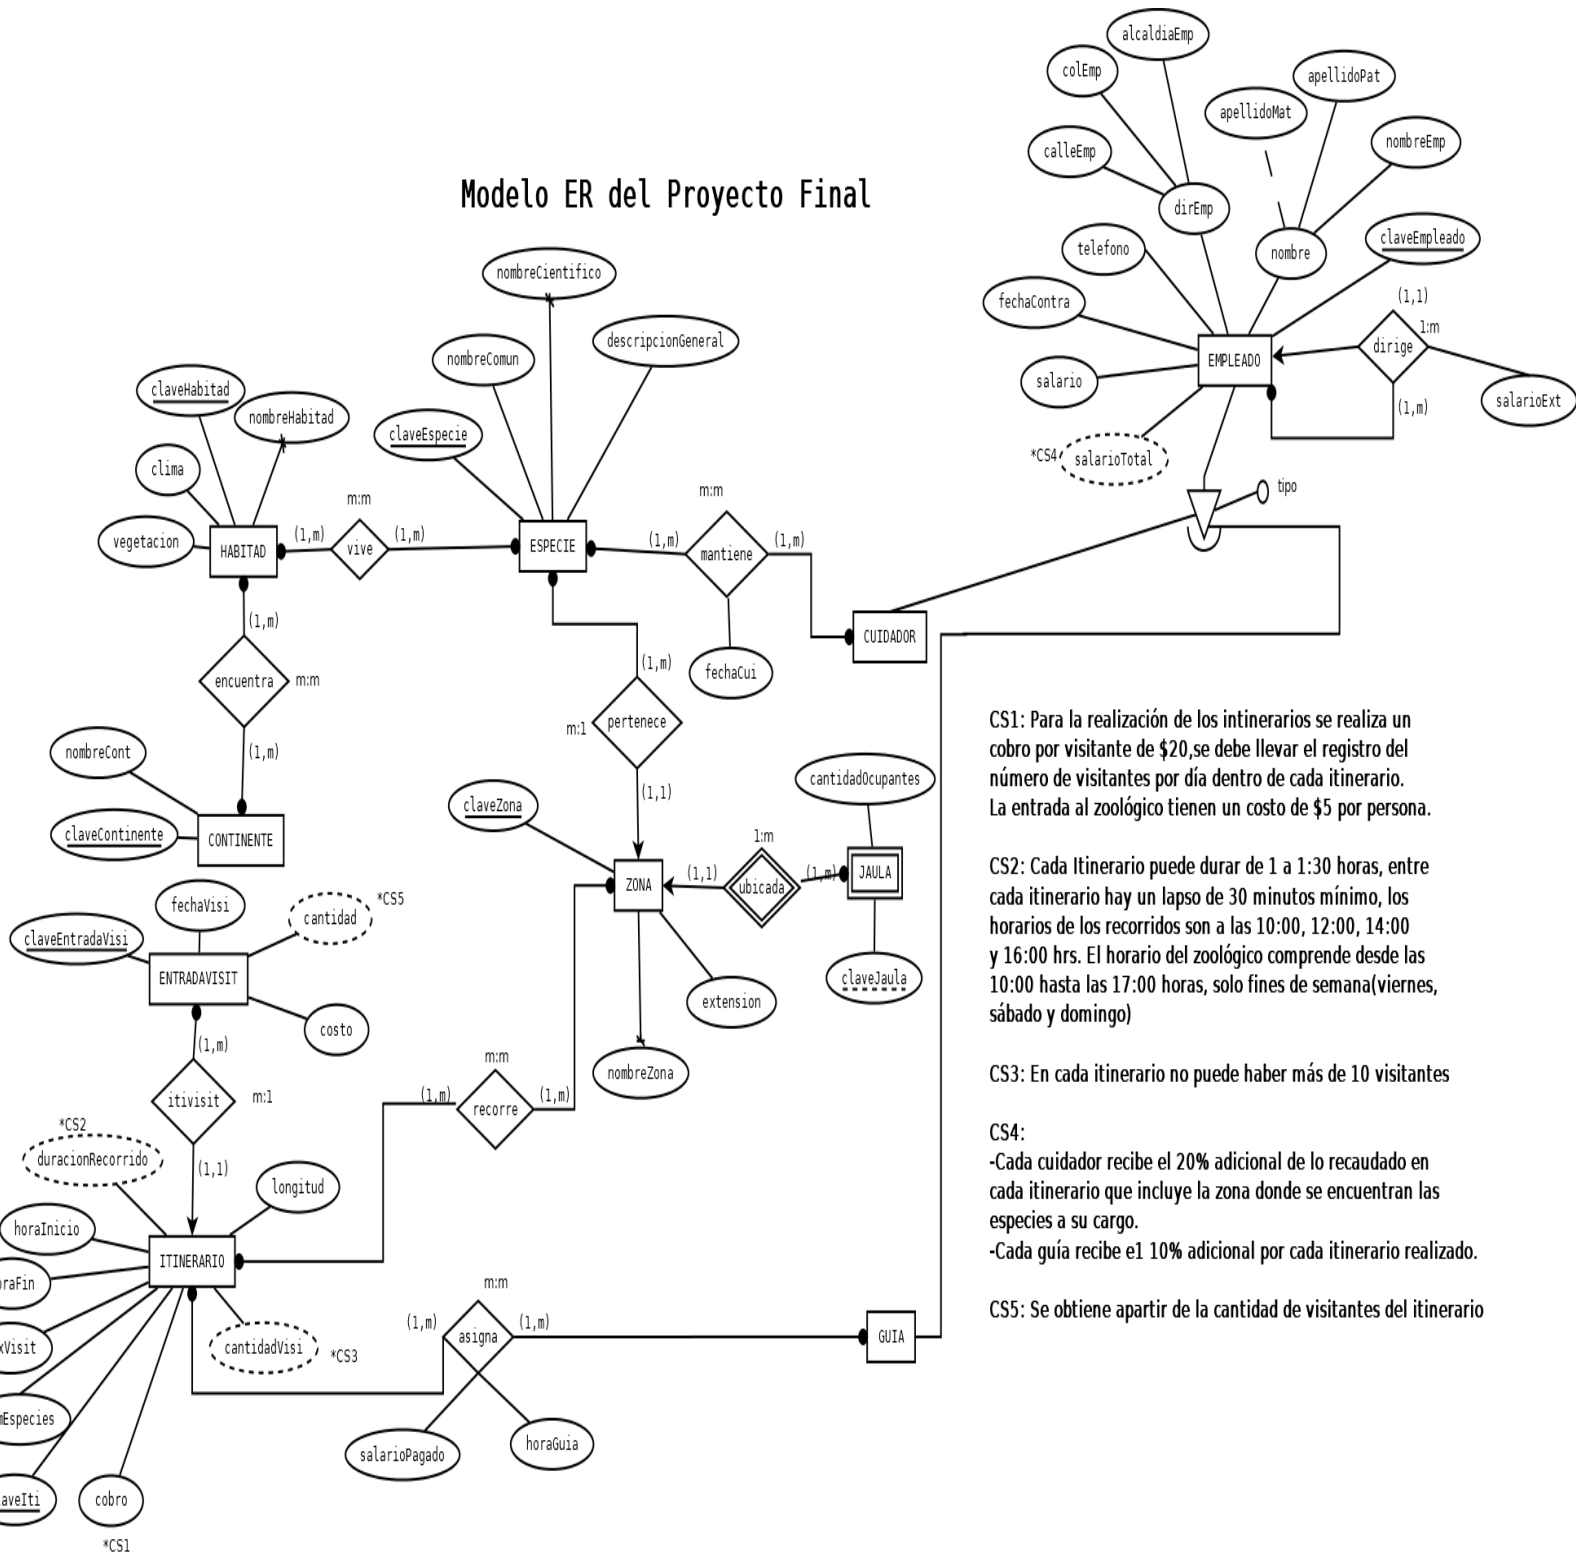 alcaldiaEmp
colEmp
apellidoPat
apellidoMat
calleEmp
nombreEmp
Modelo ER del Proyecto Final
dirEmp
telefono
nombre
claveEmpleado
nombreCientifico
fechaContra
(1,1)
1:m
descripcionGeneral
nombreComun
EMPLEADO
dirige
claveHabitad
salario
nombreHabitad
(1,m)
salarioExt
claveEspecie
*CS4
salarioTotal
clima
tipo
m:m
m:m
vegetacion
HABITAD
(1,m)
vive
(1,m)
ESPECIE
(1,m)
mantiene
(1,m)
(1,m)
CUIDADOR
encuentra
m:m
(1,m)
fechaCui
m:1
pertenece
nombreCont
(1,m)
(1,1)
cantidadOcupantes
claveZona
claveContinente
CONTINENTE
1:m
ZONA
(1,1)
ubicada
(1,m)
JAULA
fechaVisi
cantidad
*CS5
claveEntradaVisi
ENTRADAVISIT
claveJaula
extension
costo
(1,m)
m:m
nombreZona
itivisit
m:1
(1,m)
recorre
(1,m)
*CS2
duracionRecorrido
(1,1)
longitud
horaInicio
ITINERARIO
raFin
m:m
(1,m)
asigna
(1,m)
GUIA
xVisit
cantidadVisi
*CS3
Especies
salarioPagado
horaGuia
aveIti
cobro
*CS1
CS1: Para la realización de los intinerarios se realiza un
cobro por visitante de $20,se debe llevar el registro del
número de visitantes por día dentro de cada itinerario.
La entrada al zoológico tienen un costo de $5 por persona.
CS2: Cada Itinerario puede durar de 1 a 1:30 horas, entre
cada itinerario hay un lapso de 30 minutos mínimo, los
horarios de los recorridos son a las 10:00, 12:00, 14:00
y 16:00 hrs. El horario del zoológico comprende desde las
10:00 hasta las 17:00 horas, solo fines de semana(viernes,
sábado y domingo)
CS3: En cada itinerario no puede haber más de 10 visitantes
CS4:
-Cada cuidador recibe el 20% adicional de lo recaudado en
cada itinerario que incluye la zona donde se encuentran las
especies a su cargo.
-Cada guía recibe e1 10% adicional por cada itinerario realizado.
CS5: Se obtiene apartir de la cantidad de visitantes del itinerario